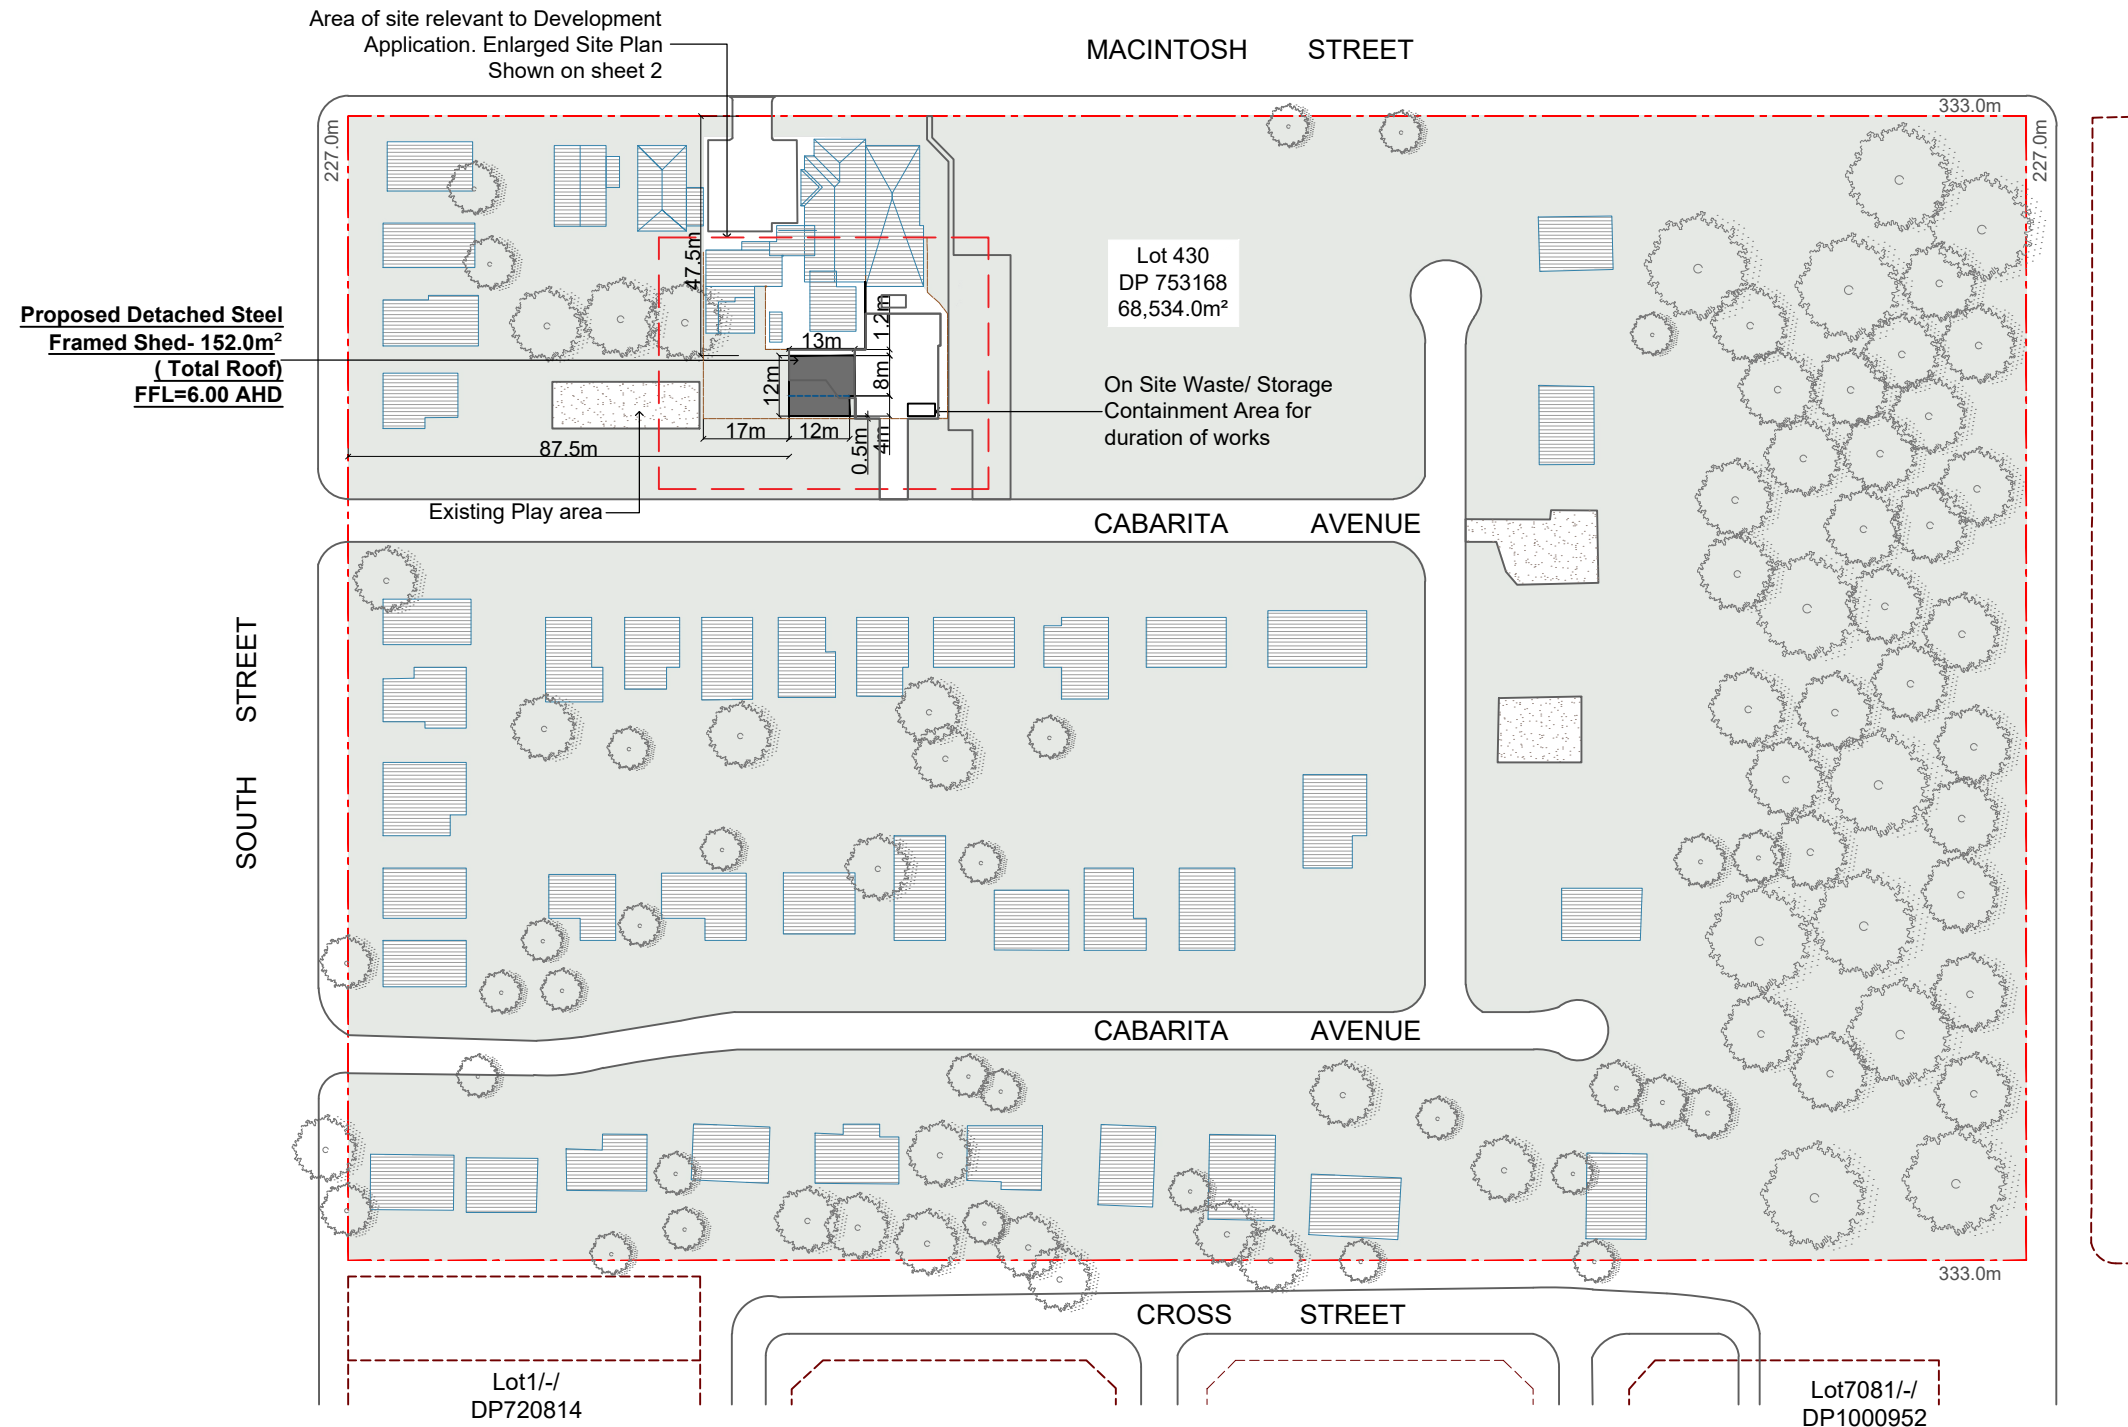 Area of site relevant to Development
Application. Enlarged Site Plan
Shown on sheet 2
MACINTOSH STREET
333.0m
227.0m
227.0m
47.5m
Lot 430
DP 753168
68,534.0m²
Proposed Detached Steel
Framed Shed- 152.0m²
( Total Roof)
FFL=6.00 AHD
1.2m
13m
12m
8m
On Site Waste/ Storage
Containment Area for
duration of works
17m
12m
0.5m
4m
87.5m
Existing Play area
CABARITA AVENUE
SOUTH STREET
CABARITA AVENUE
333.0m
CROSS STREET
Lot1/-/
DP720814
Lot7081/-/
DP1000952